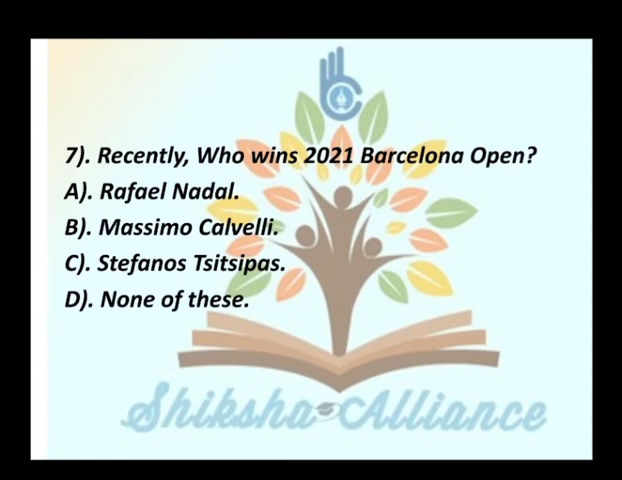 7). Recently, Who wins 2021 Barcelona Open?
A). Rafael Nadal.
B). Massimo Calvelli.
C). Stefanos Tsitsipas.
D). None of these.
Shiksha Alliance